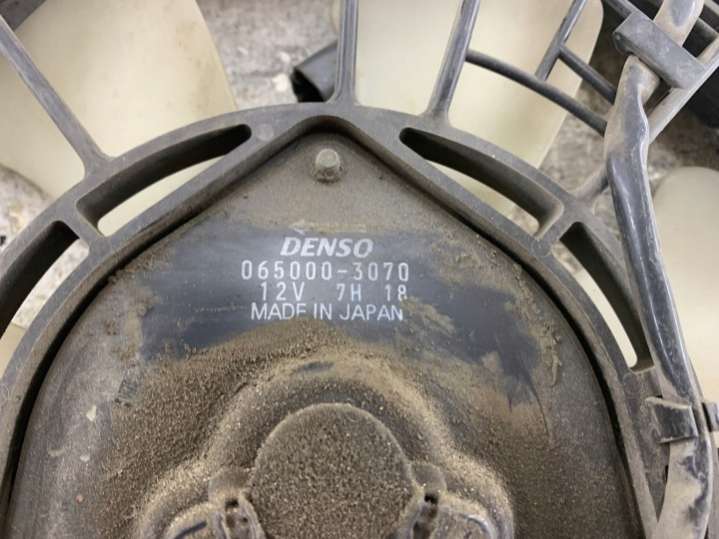 DENSO
065000-3070
12V 7H 18
MADE IN JAPAN